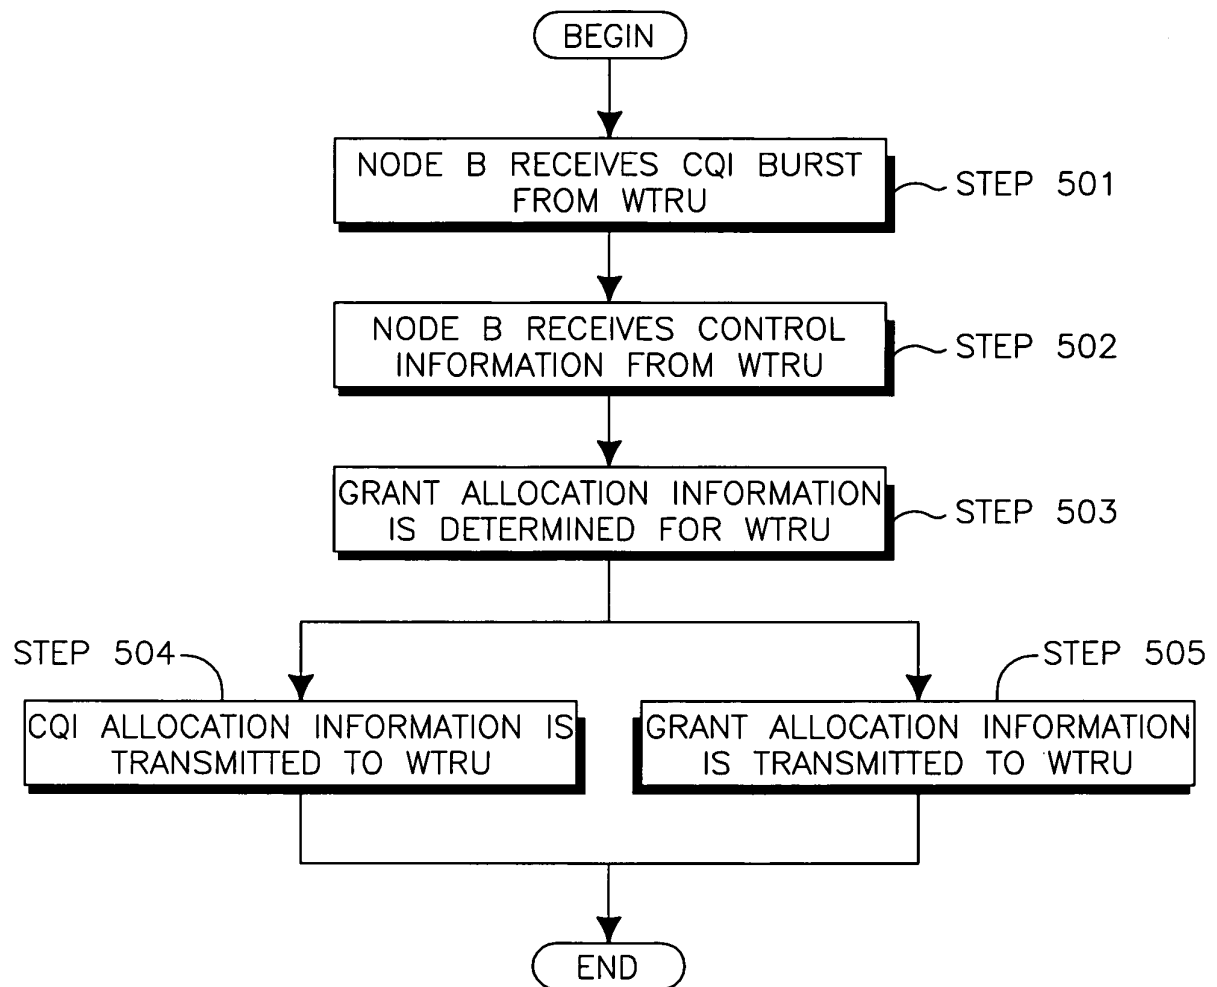 BEGIN
NODE B RECEIVES CQI BURST
FROM WTRU
STEP 501
NODE B RECEIVES CONTROL
INFORMATION FROM WTRU
STEP 502
GRANT ALLOCATION INFORMATION
IS DETERMINED FOR WTRU
STEP 503
STEP 504
STEP 505
CQI ALLOCATION INFORMATION IS
TRANSMITTED TO WTRU
GRANT ALLOCATION INFORMATION
IS TRANSMITTED TO WTRU
END